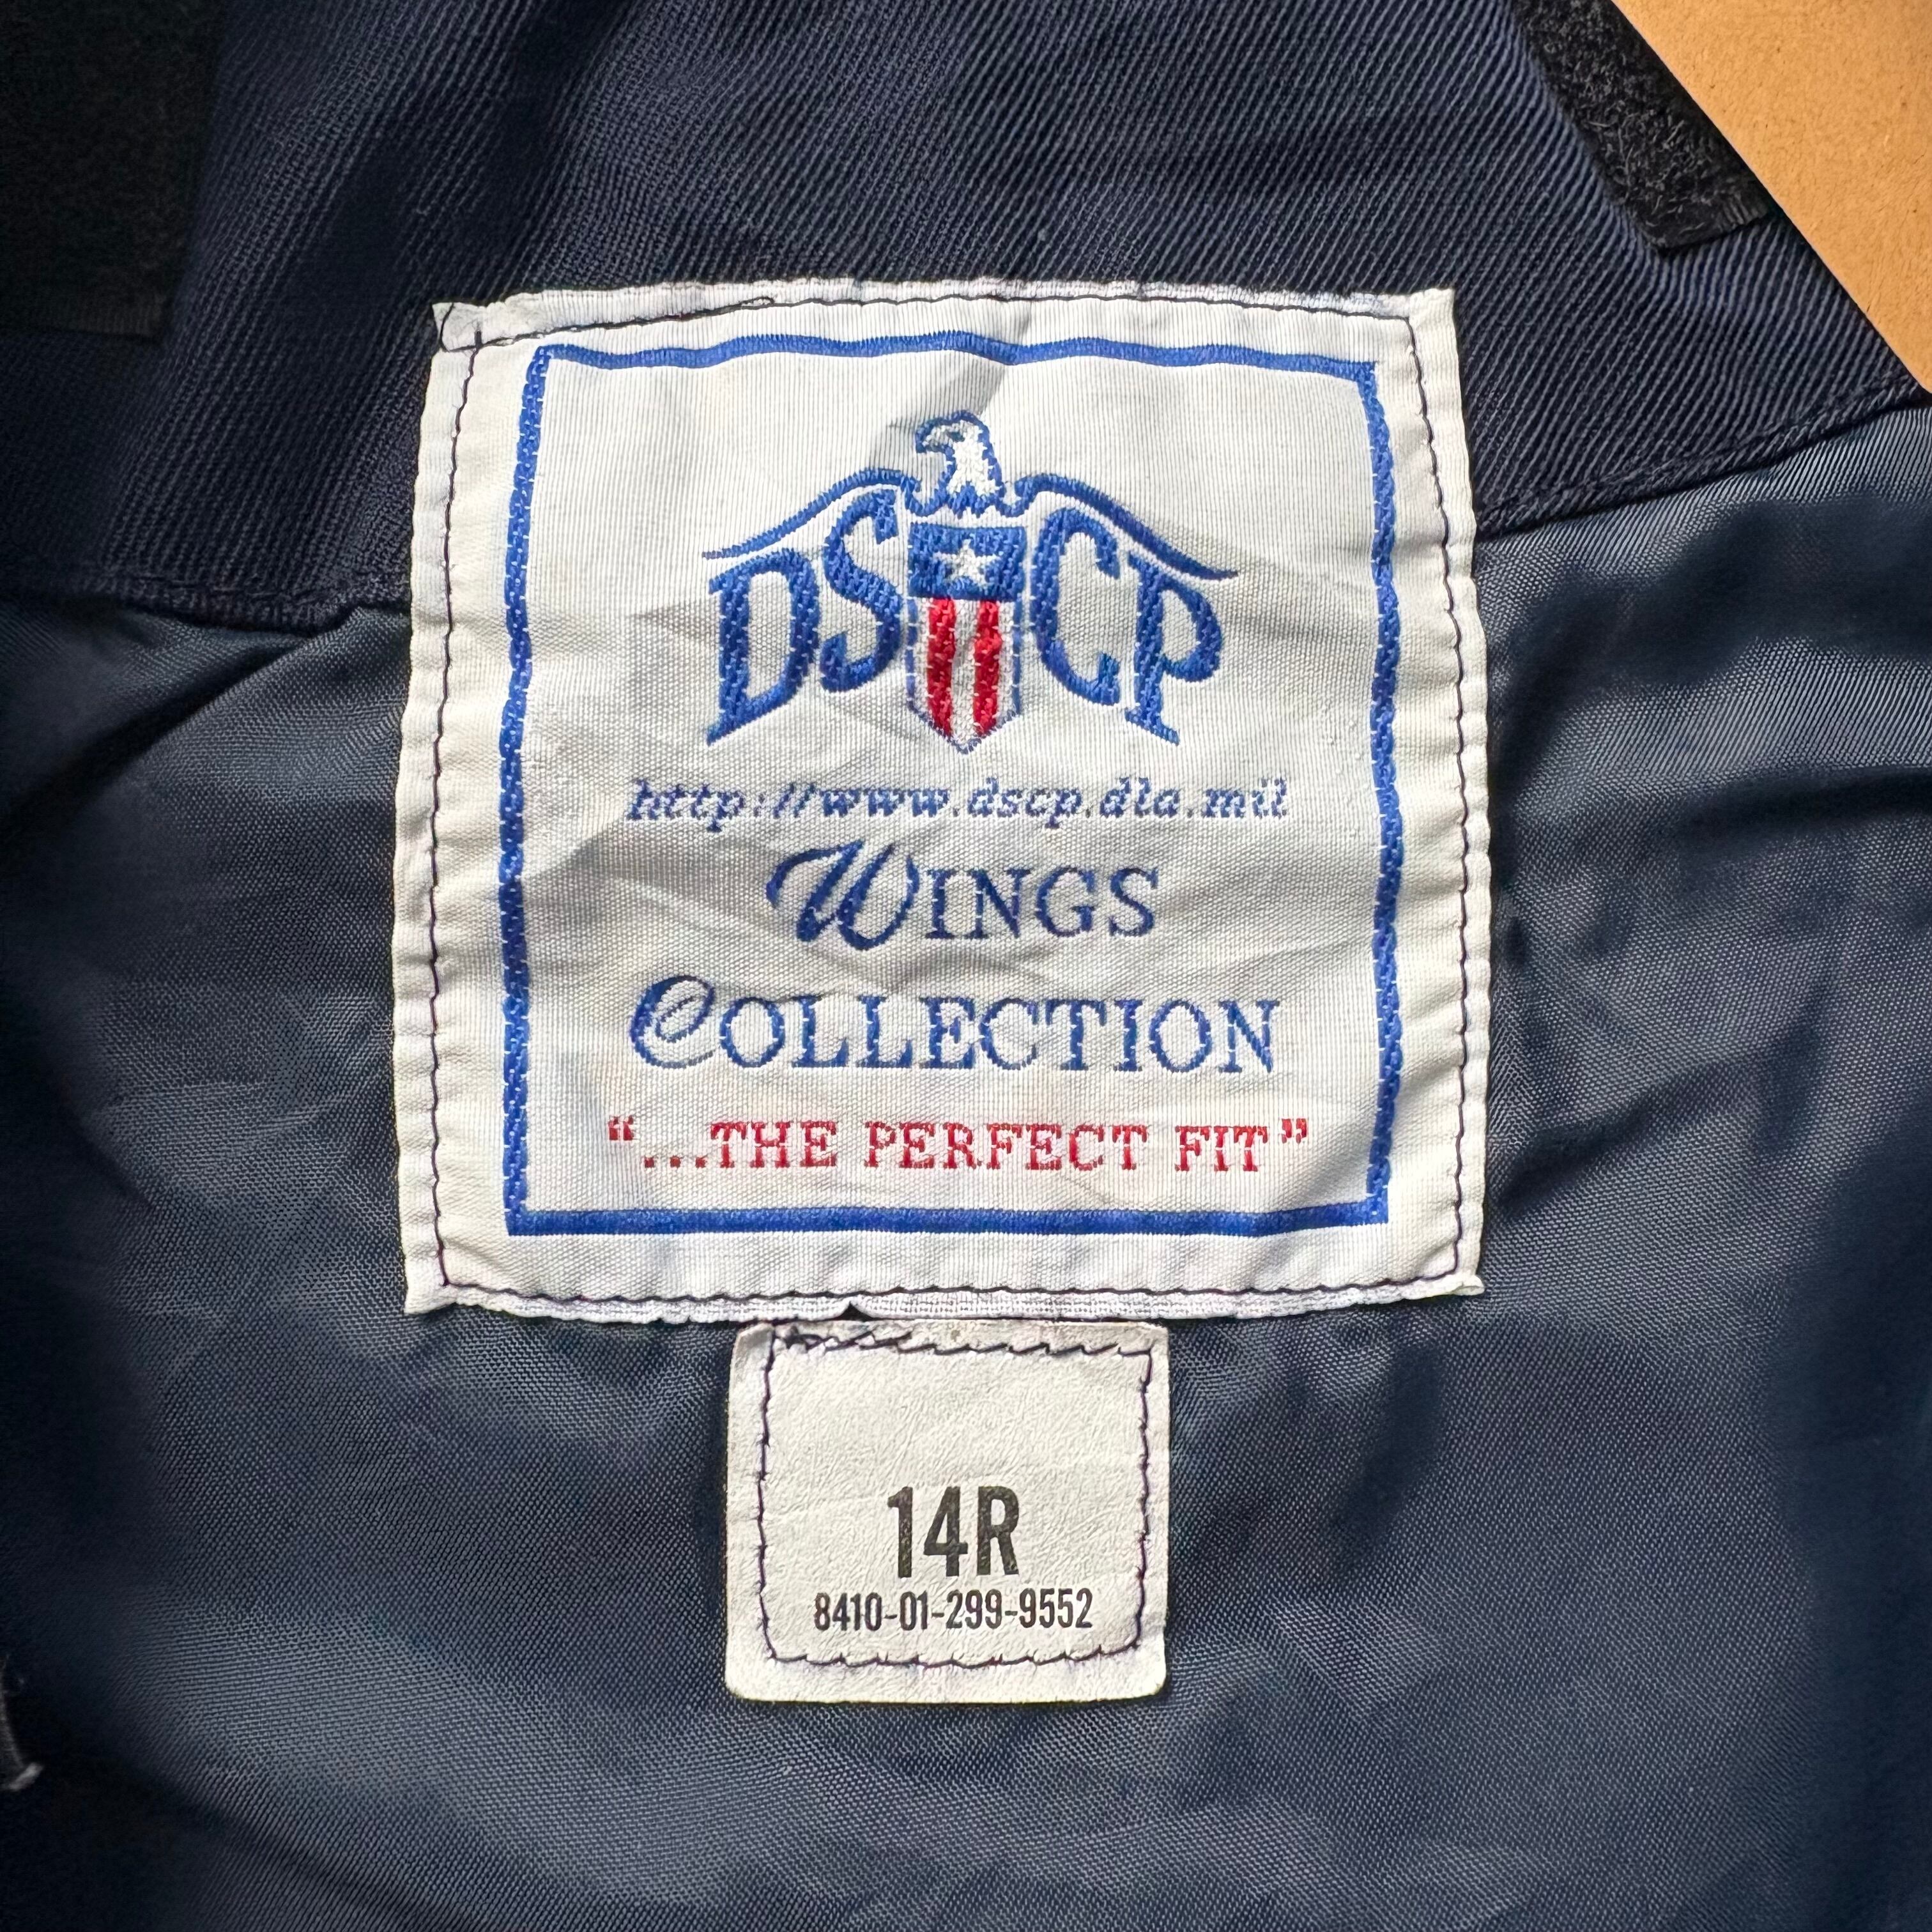 DSCP
http://www.dscp.dla.mil
WINGS
COLLECTION
“...THE PERFECT FIT”
14R
8410-01-299-9552